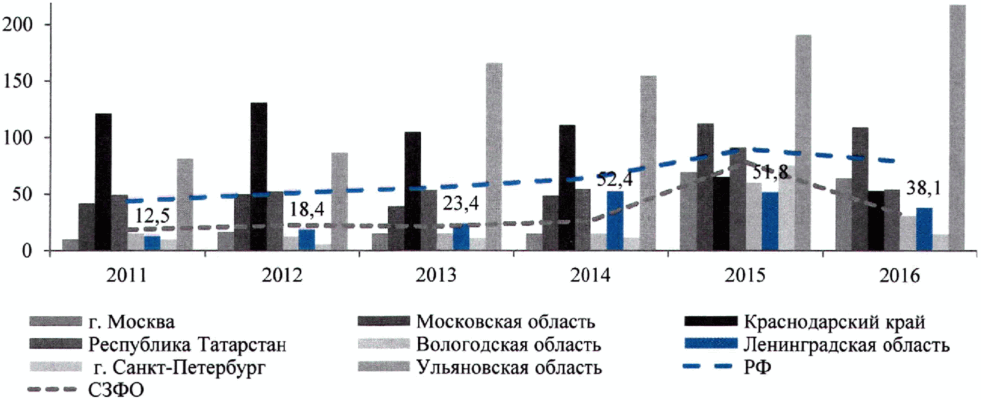 200
150
100
50
0
12,5
18,4
23,4
52,4
51,8
38,1
2011 2012 2013 2014 2015 2016
г. Москва Московская область Краснодарский край
Республика Татарстан Вологодская область Ленинградская область
г. Санкт-Петербург Ульяновская область РФ
СЗФО